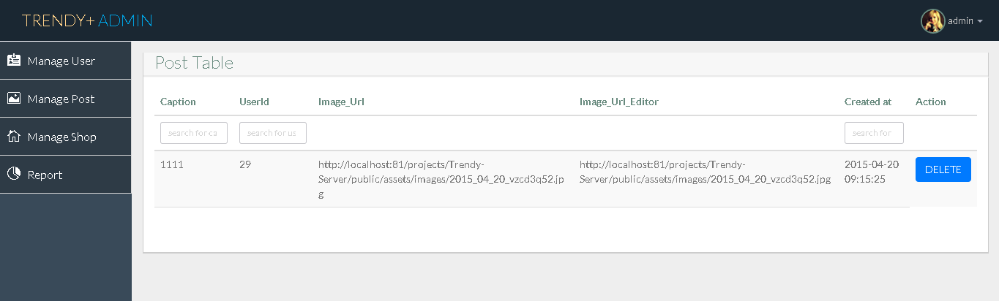 TRENDY+ ADMIN
admin
Manage User
Manage Post
Manage Shop
Report
Post Table
Caption UserId Image_Url Image_Url_Editor Created at Action
search for ca search for us search for
1111 29 http://localhost:81/projects/Trendy- http://localhost:81/projects/Trendy- 2015-04-20 DELETE
Server/public/assets/images/2015_04_20_vzcd3q52.jp Server/public/assets/images/2015_04_20_vzcd3q52.jpg 09:15:25
g